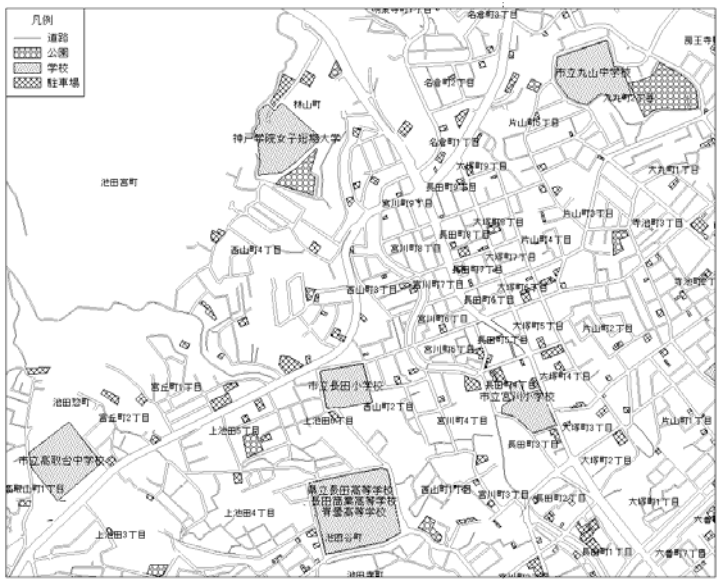 凡例
道路
公園
学校
駐車場
名倉町3丁目
市立丸山中学校
名倉町2丁目
林山町
片山町5丁目
神戸学院女子短期大学
名倉町1丁目
大塚町9丁目
大丸町1丁目
池田宮町
長田町9丁目
宮川町9丁目
片山町3丁目
寺池町3丁目
大塚町8丁目
長田町8丁目
片山町4丁目
西山町4丁目
宮川町8丁目
大塚町7丁目
長田町7丁目
宮川町7丁目
西山町3丁目
大塚町6丁目
長田町6丁目
宮川町6丁目
大塚町5丁目
片山町2丁目
長田町5丁目
宮川町5丁目
大塚町4丁目
市立長田小学校
長田町4丁目
宮丘町1丁目
市立宮川小学校
池田惣町
西山町2丁目
宮丘町2丁目
上池田6丁目
宮川町4丁目
片山町1丁目
上池田5丁目
大塚町3丁目
長田町3丁目
市立高取台中学校
大塚町2丁目
高取山町1丁目
県立長田高等学校
西山町1丁目
宮川町3丁目
長田町2丁目
大塚町1丁目
長田商業高等学校
育英高等学校
上池田4丁目
上池田3丁目
池田谷町
長田町1丁目
六番町7丁目
宮川町2丁目